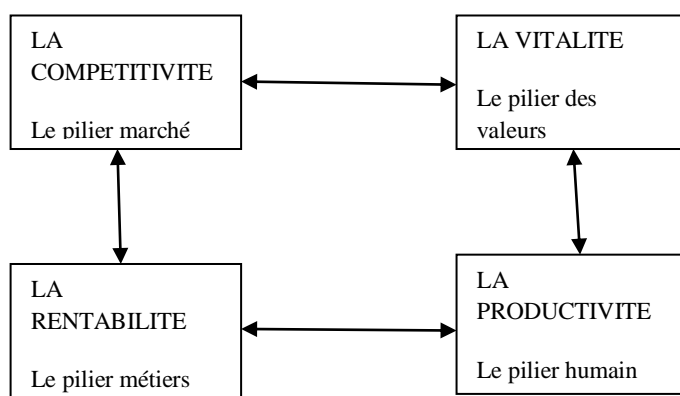 LA
COMPETITIVITE
Le pilier marché
LA VITALITE
Le pilier des
valeurs
LA
RENTABILITE
Le pilier métiers
LA
PRODUCTIVITE
Le pilier humain